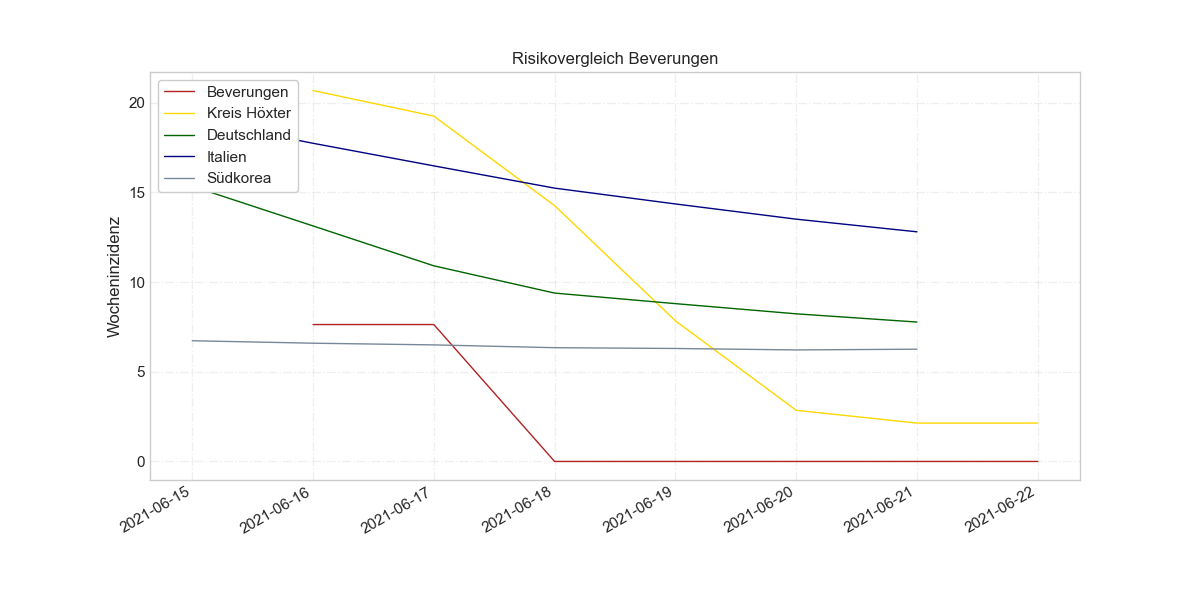 Risikovergleich Beverungen
Beverungen
Kreis Höxter
Deutschland
Italien
Südkorea
Wocheninzidenz
20
15
10
5
0
2021-06-15
2021-06-16
2021-06-17
2021-06-18
2021-06-19
2021-06-20
2021-06-21
2021-06-22